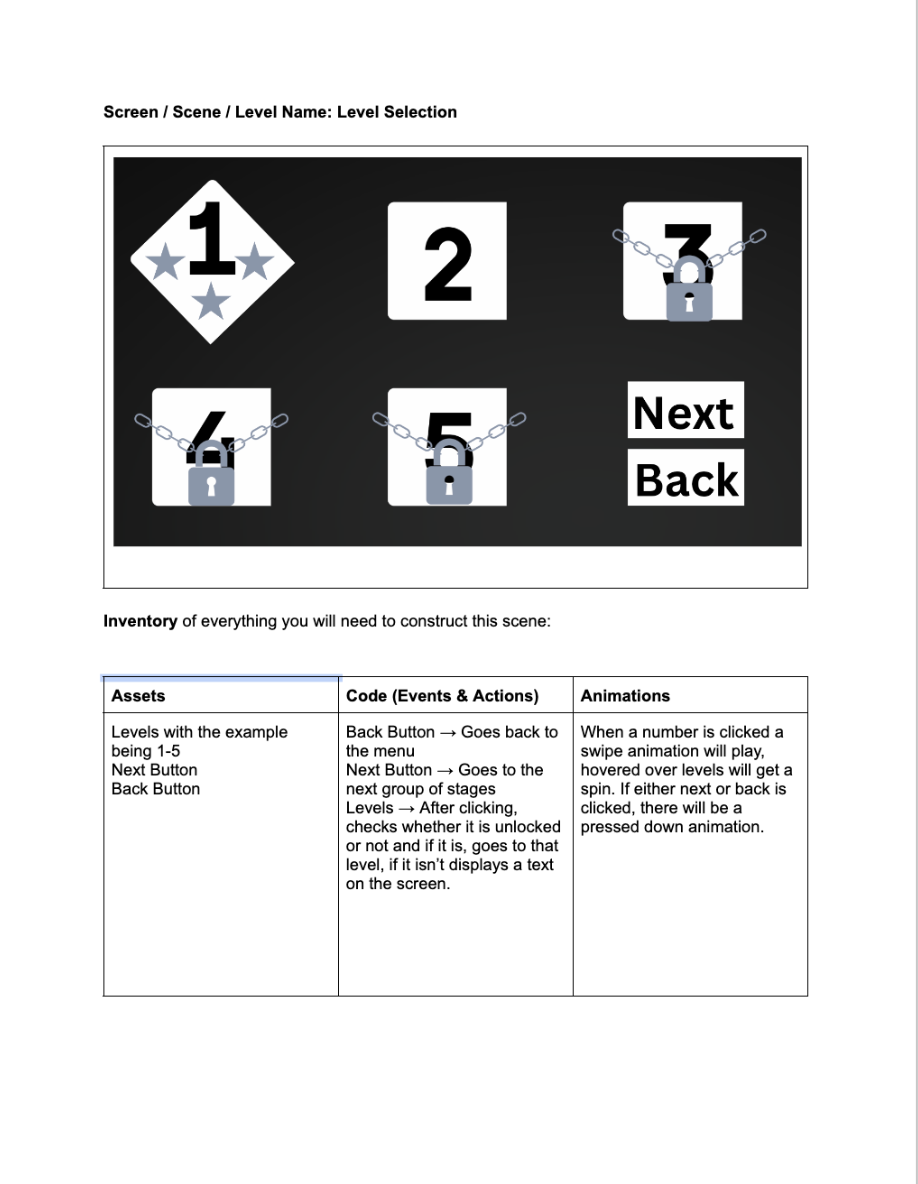 Screen / Scene / Level Name: Level Selection
1
2
3
4
5
Next
Back
Inventory of everything you will need to construct this scene:
Assets
Levels with the example
being 1-5
Next Button
Back Button
Code (Events & Actions)
Back Button → Goes back to
the menu
Next Button → Goes to the
next group of stages
Levels → After clicking,
checks whether it is unlocked
or not and if it is, goes to that
level, if it isn't displays a text
on the screen.
Animations
When a number is clicked a
swipe animation will play,
hovered over levels will get a
spin. If either next or back is
clicked, there will be a
pressed down animation.